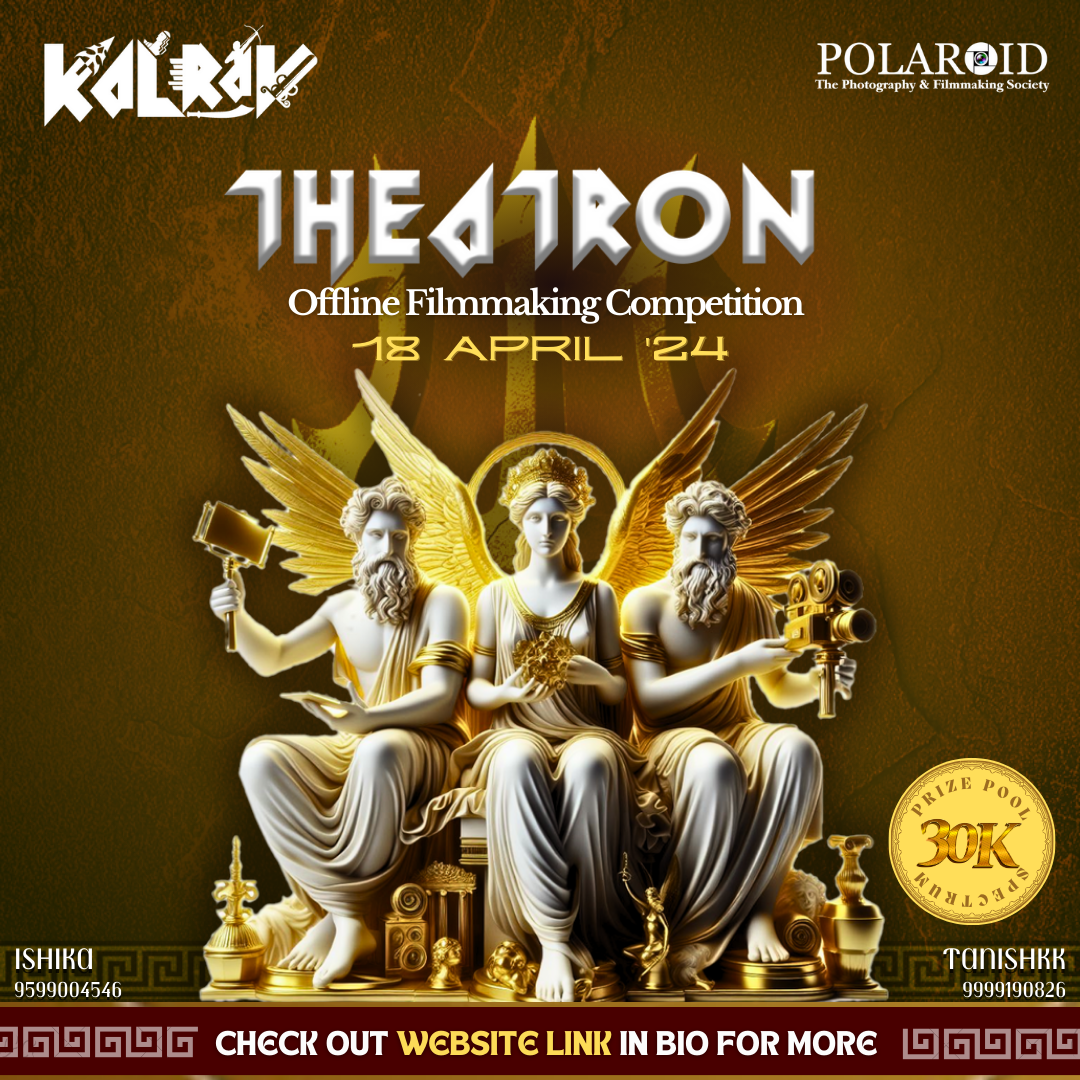 KALRAV
POLAROID
The Photography & Filmmaking Society
THEATRON
Offline Filmmaking Competition
18 APRIL '24
PRIZE POOL
30K
SPECTRUM
ISHIKA
9599004546
TANISHKK
9999190826
CHECK OUT WEBSITE LINK IN BIO FOR MORE